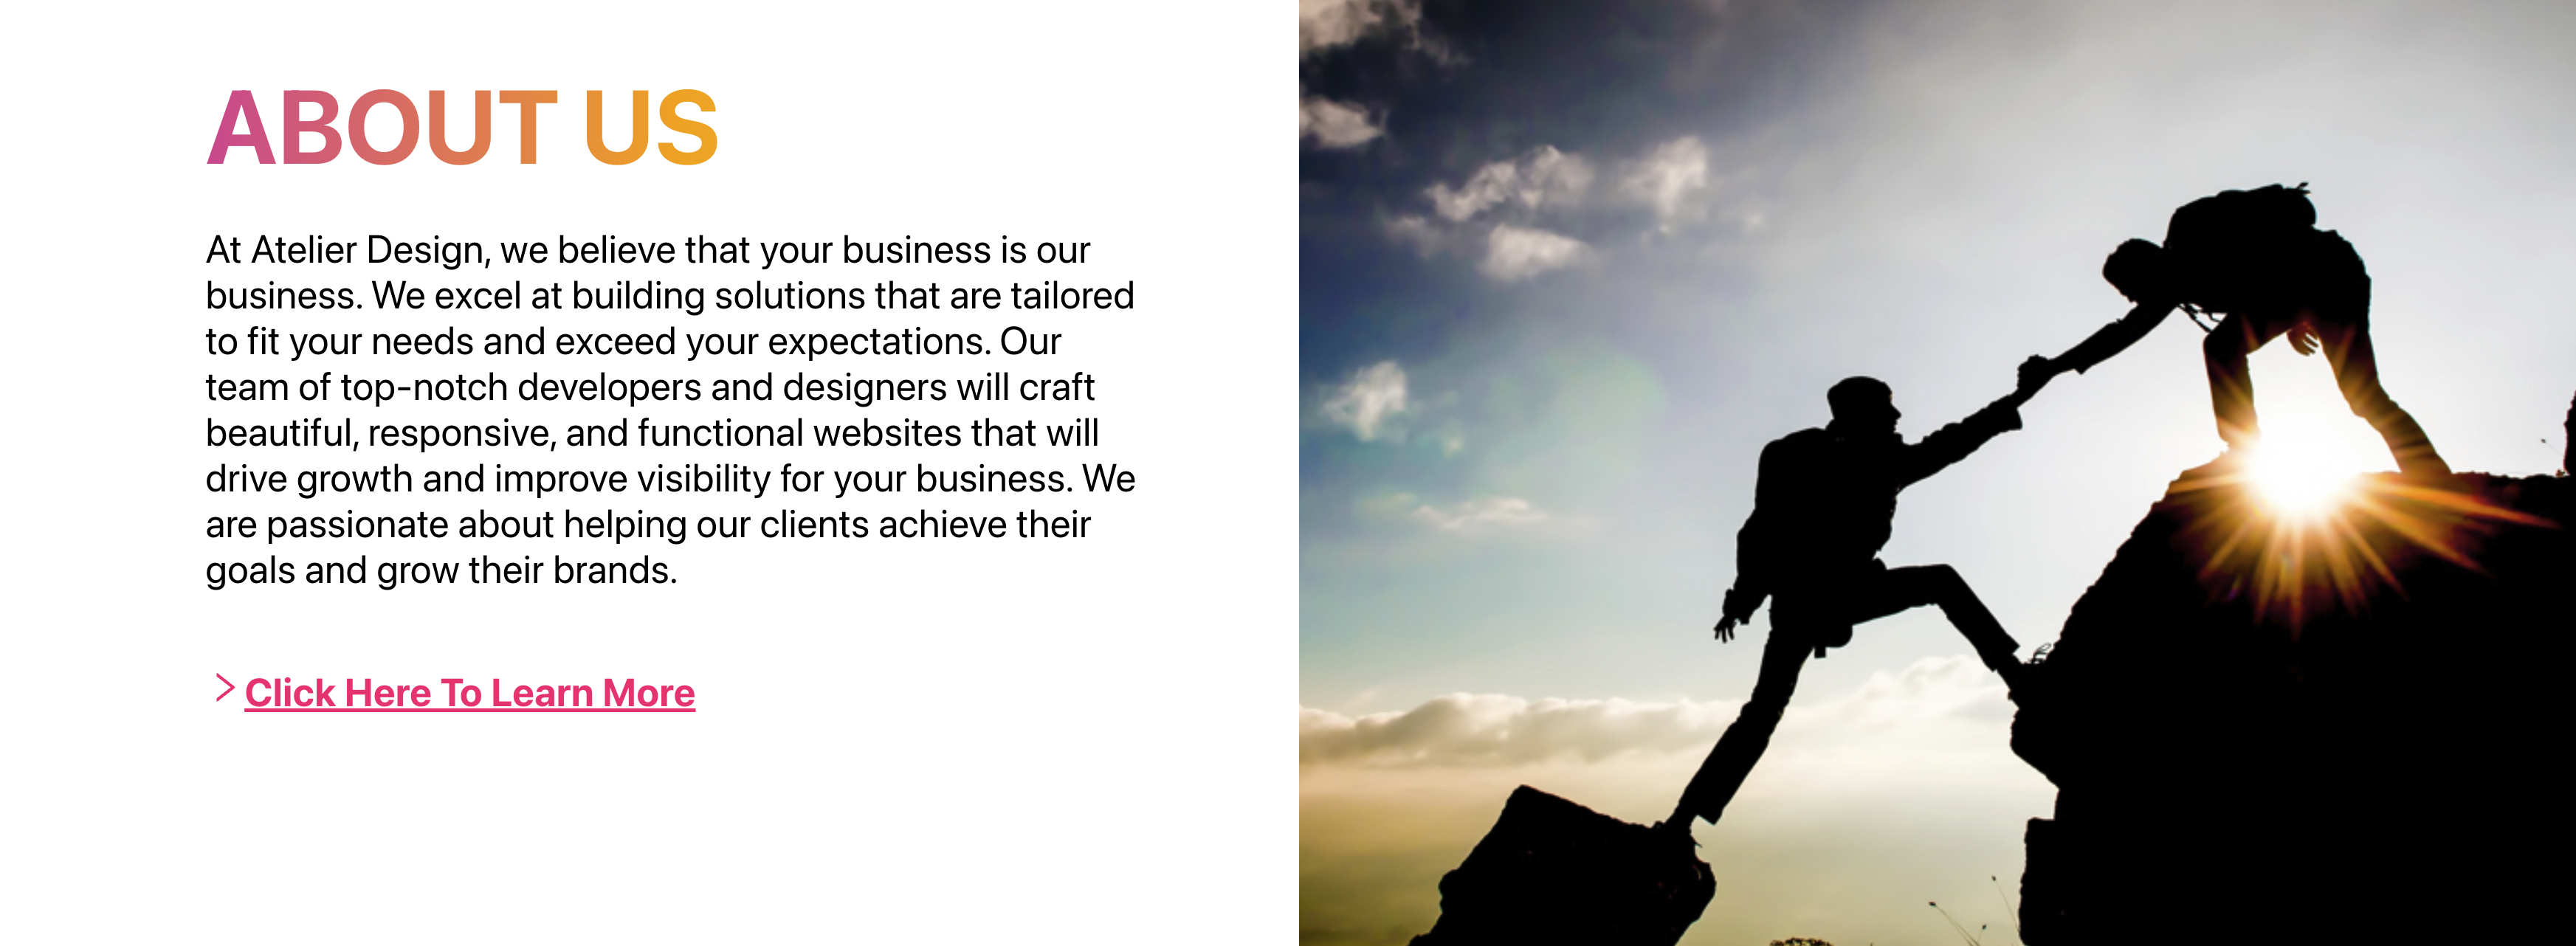 ABOUT US
At Atelier Design, we believe that your business is our
business. We excel at building solutions that are tailored
to fit your needs and exceed your expectations. Our
team of top-notch developers and designers will craft
beautiful, responsive, and functional websites that will
drive growth and improve visibility for your business. We
are passionate about helping our clients achieve their
goals and grow their brands.
> Click Here To Learn More